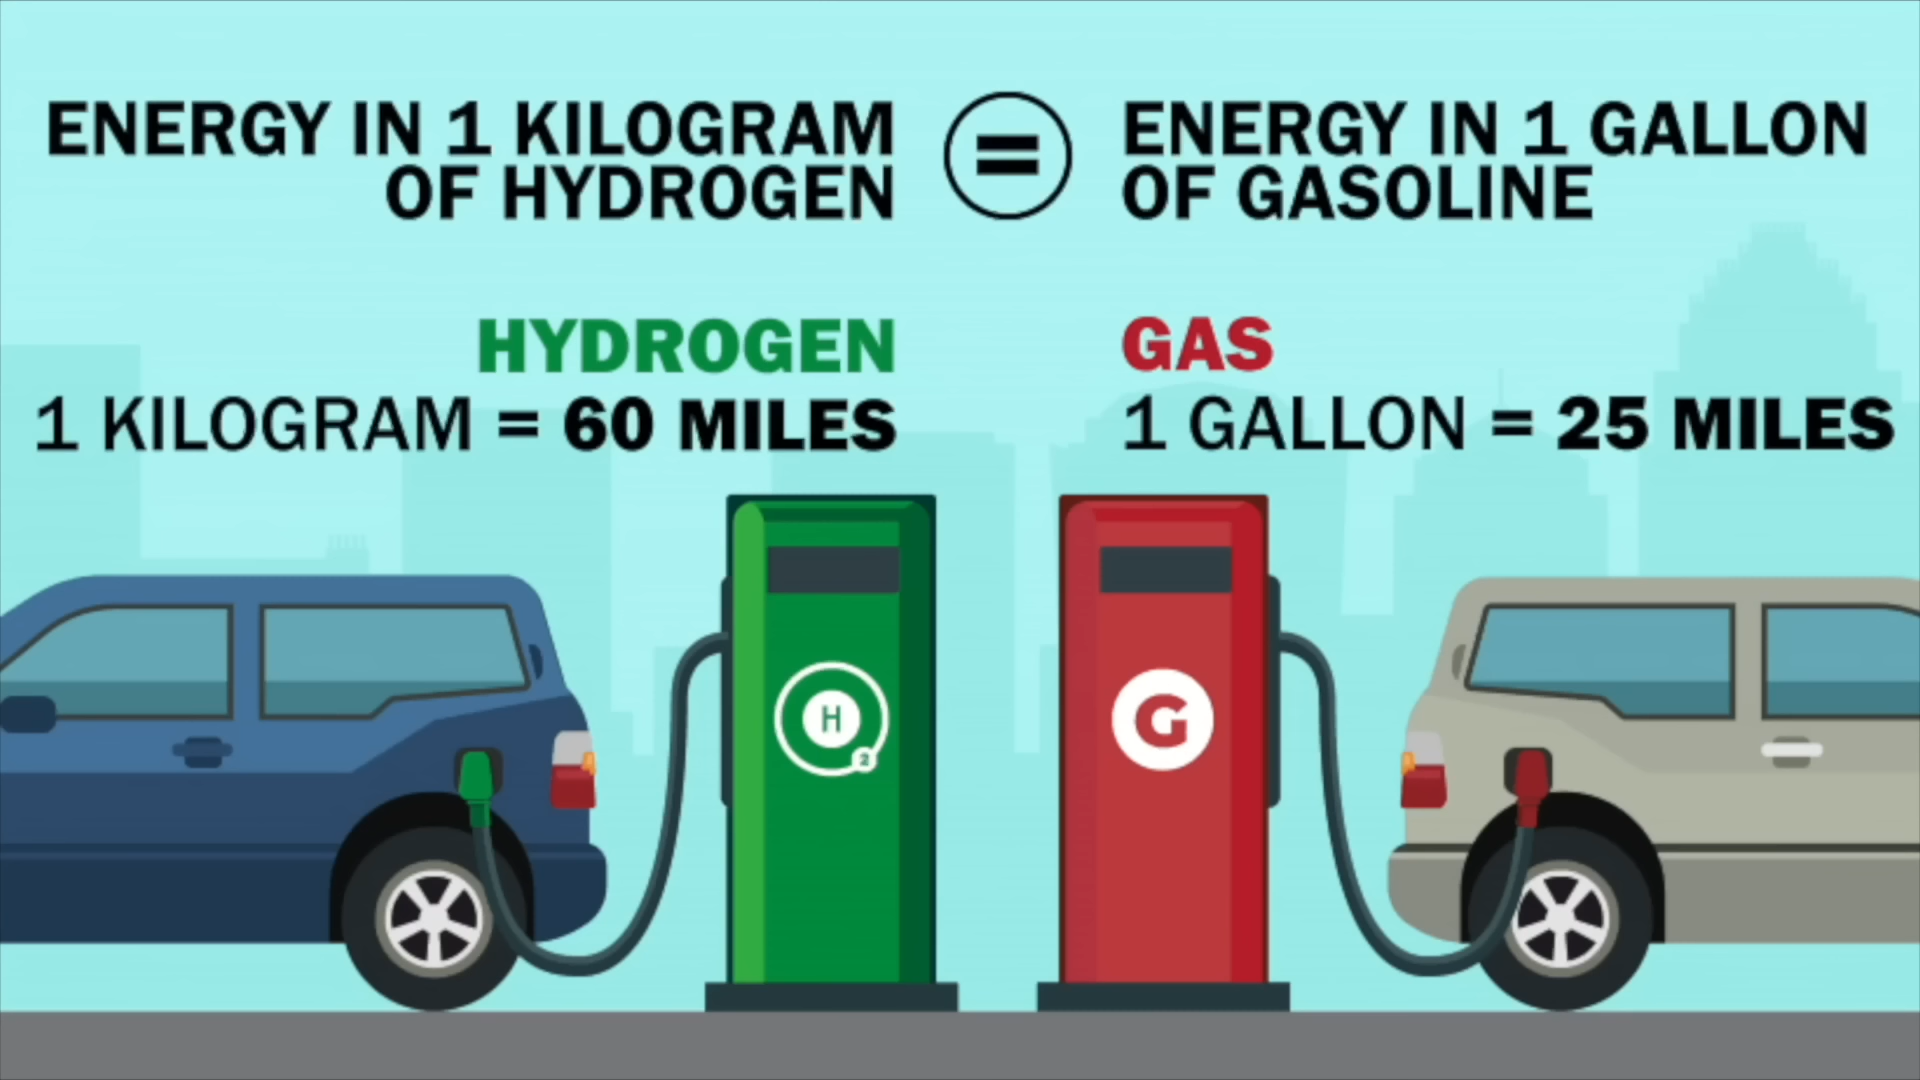 ENERGY IN 1 KILOGRAM
OF HYDROGEN
=
ENERGY IN 1 GALLON
OF GASOLINE
HYDROGEN
1 KILOGRAM = 60 MILES
GAS
1 GALLON = 25 MILES
H
2
G